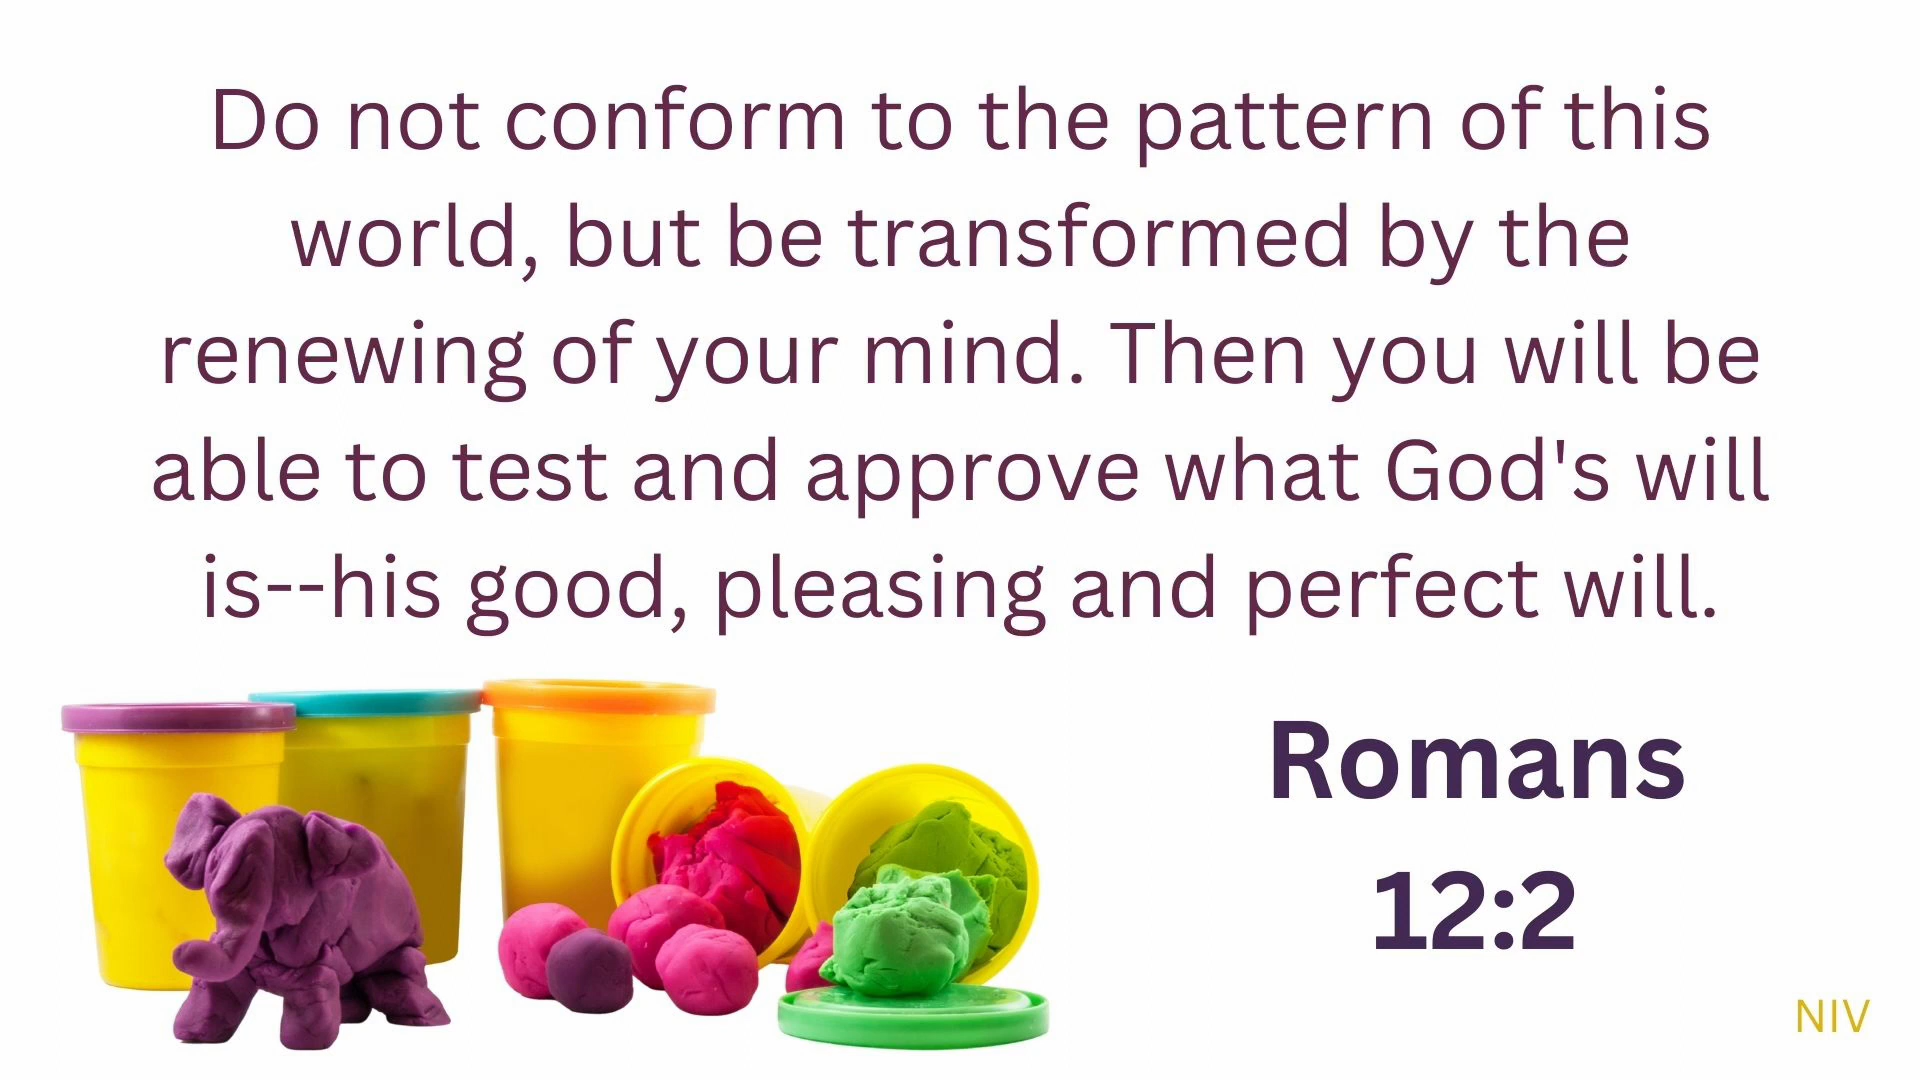 Do not conform to the pattern of this
world, but be transformed by the
renewing of your mind. Then you will be
able to test and approve what God's will
is--his good, pleasing and perfect will.
Romans
12:2
NIV